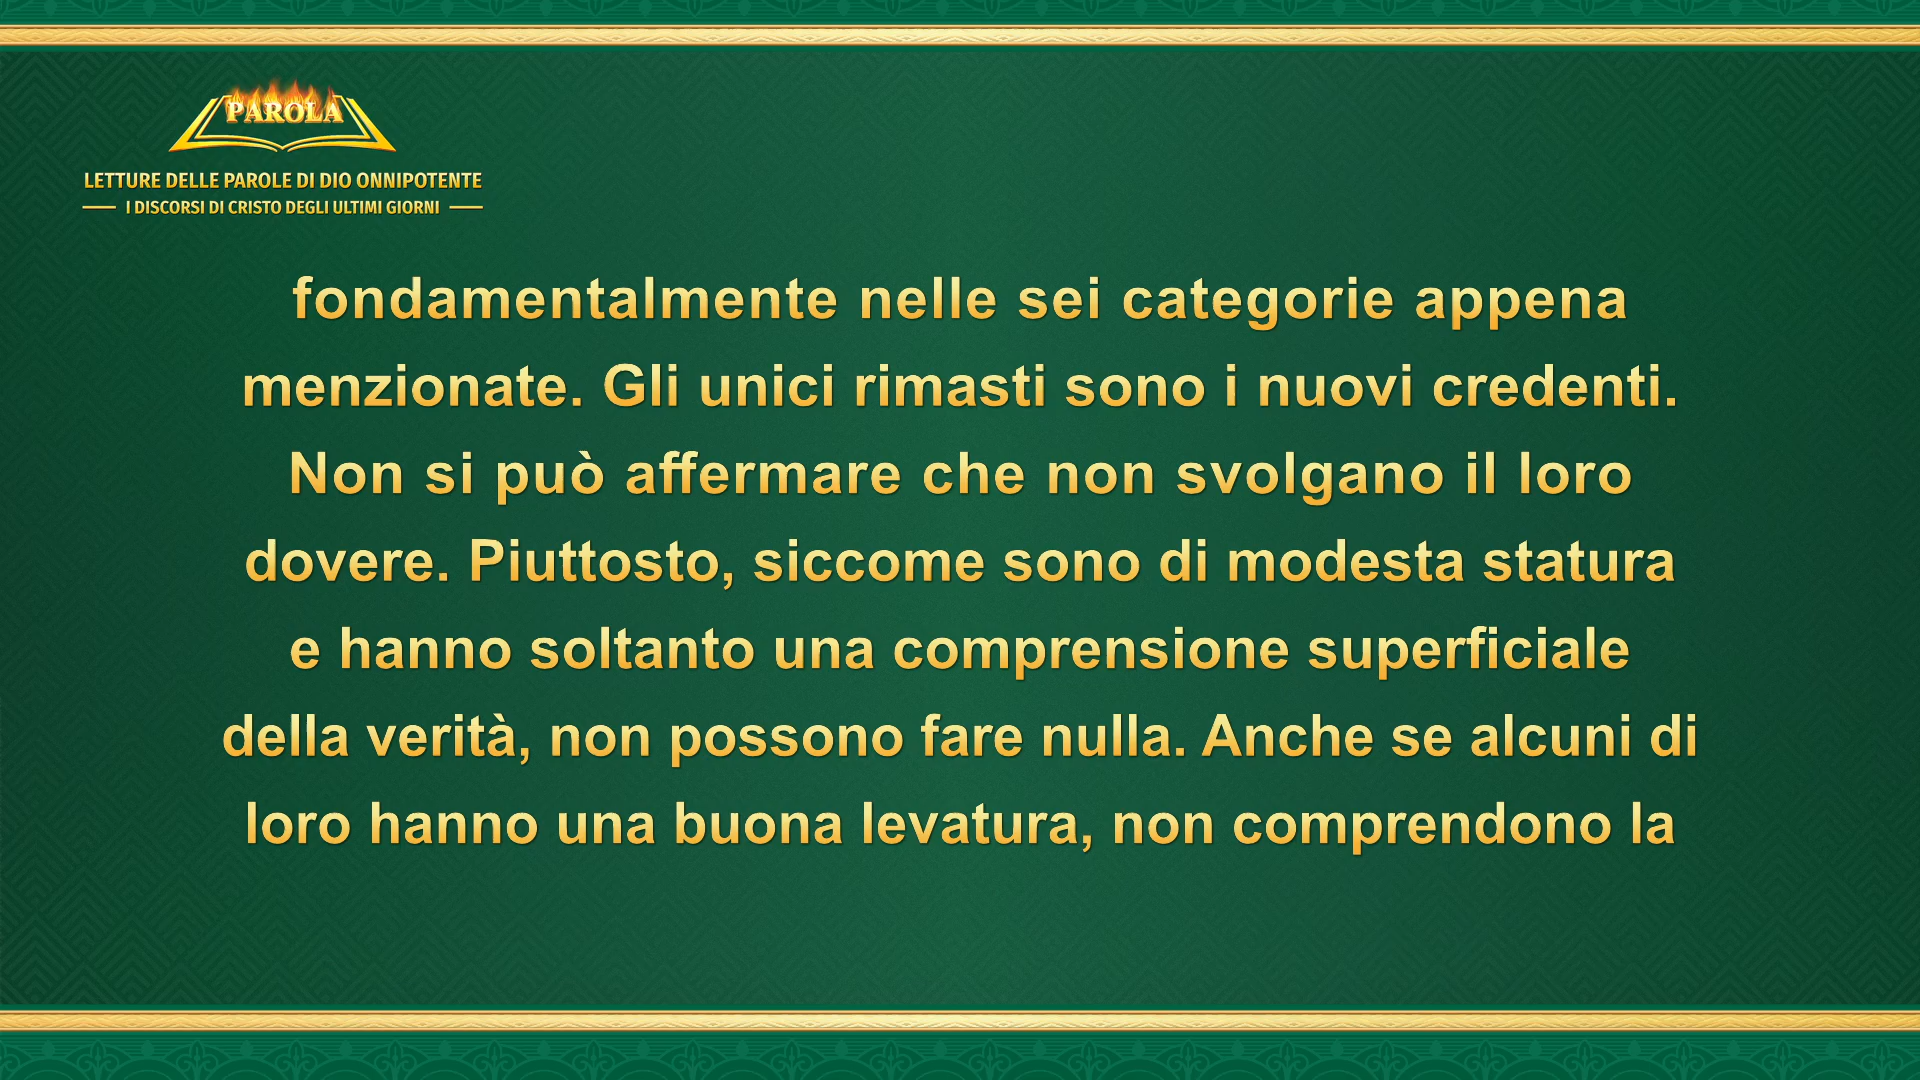 PAROLA
LETTURE DELLE PAROLE DI DIO ONNIPOTENTE
I DISCORSI DI CRISTO DEGLI ULTIMI GIORNI
fondamentalmente nelle sei categorie appena
menzionate. Gli unici rimasti sono i nuovi credenti.
Non si può affermare che non svolgano il loro
dovere. Piuttosto, siccome sono di modesta statura
e hanno soltanto una comprensione superficiale
della verità, non possono fare nulla. Anche se alcuni di
loro hanno una buona levatura, non comprendono la